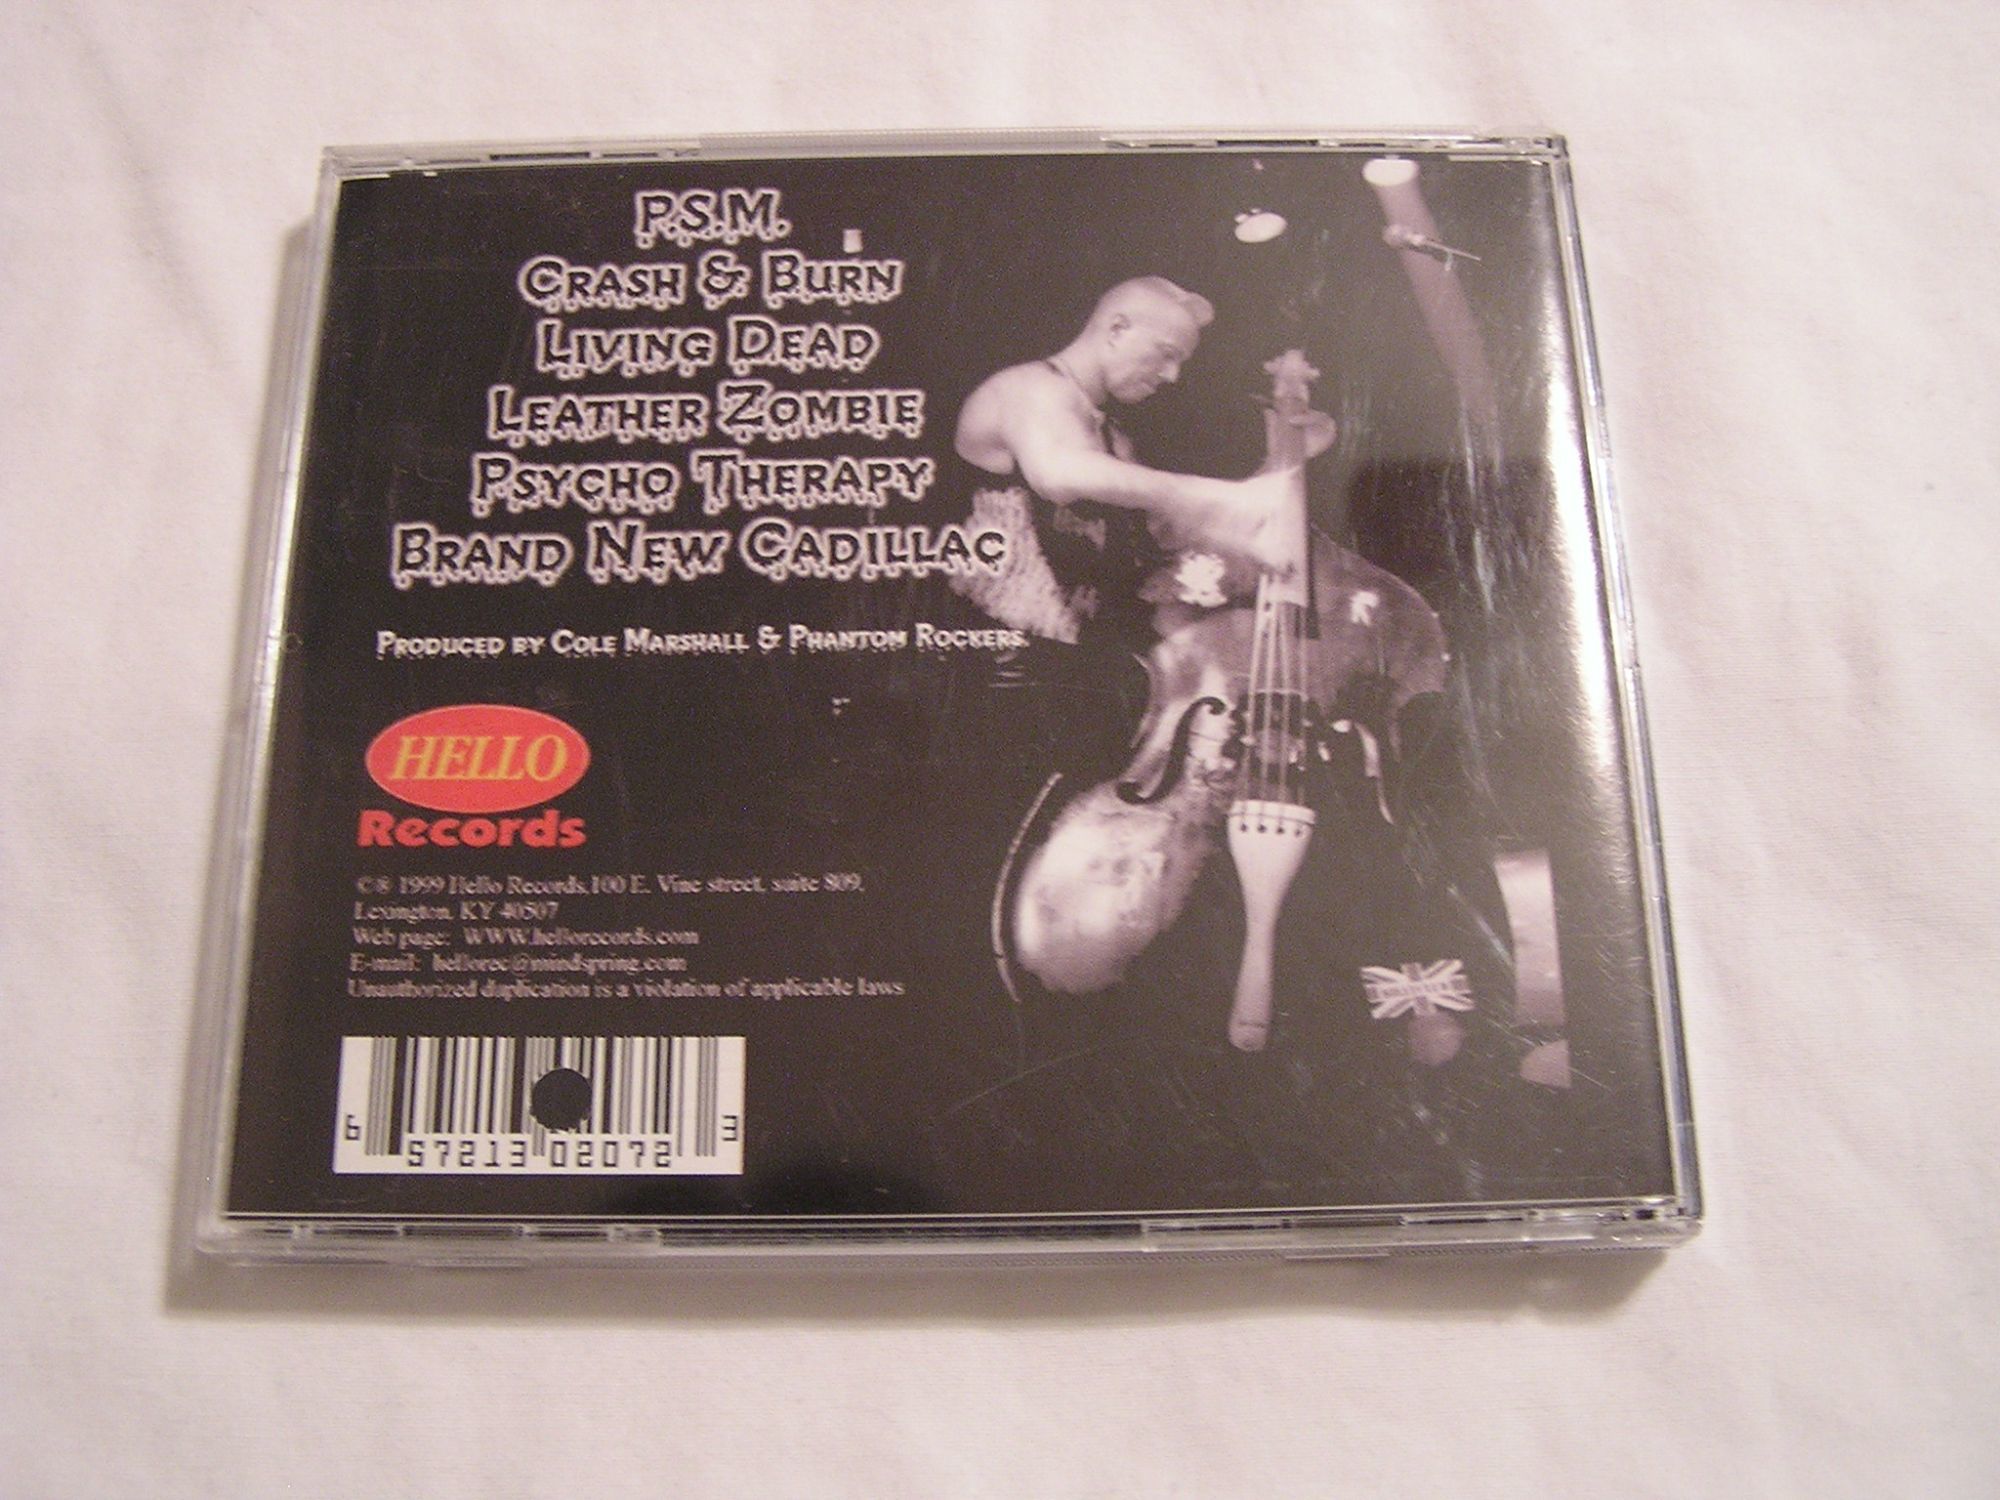 P.S.M.
CRASH & BURN
LIVING DEAD
LEATHER ZOMBIE
PSYCHO THERAPY
BRAND NEW CADILLAC
PRODUCED BY COLE MARSHALL & PHANTOM ROCKERS.
HELLO
Records
©® 1999 Hello Records.100 E. Vine street, suite 809,
Lexington, KY 40507
Web page: WWW.hellorecords.com
E-mail: hellorec@mindspring.com
Unauthorized duplication is a violation of applicable laws
6 57213 02072 3